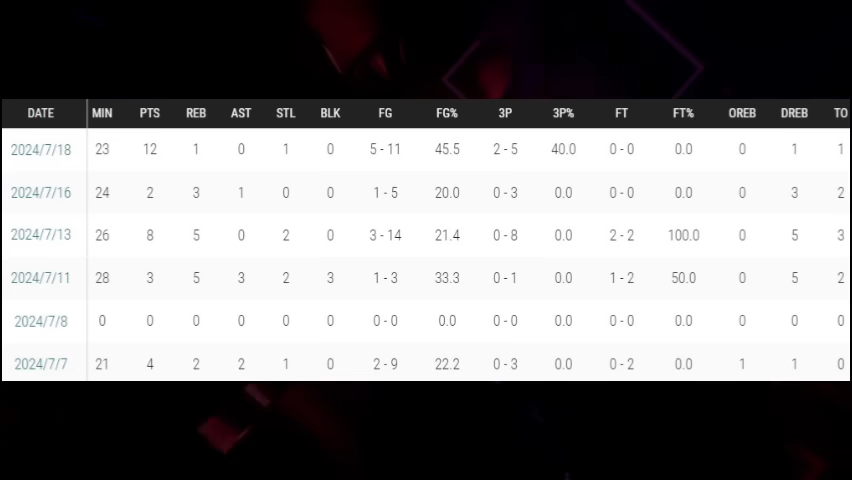 DATE MIN PTS REB AST STL BLK FG FG% 3P 3P% FT FT% OREB DREB TO
2024/7/18 23 12 1 0 1 0 5 - 11 45.5 2 - 5 40.0 0 - 0 0.0 0 1 1
2024/7/16 24 2 3 1 0 0 1 - 5 20.0 0 - 3 0.0 0 - 0 0.0 0 3 2
2024/7/13 26 8 5 0 2 0 3 - 14 21.4 0 - 8 0.0 2 - 2 100.0 0 5 3
2024/7/11 28 3 5 3 2 3 1 - 3 33.3 0 - 1 0.0 1 - 2 50.0 0 5 2
2024/7/8 0 0 0 0 0 0 0 - 0 0.0 0 - 0 0.0 0 - 0 0.0 0 0 0
2024/7/7 21 4 2 2 1 0 2 - 9 22.2 0 - 3 0.0 0 - 2 0.0 1 1 0